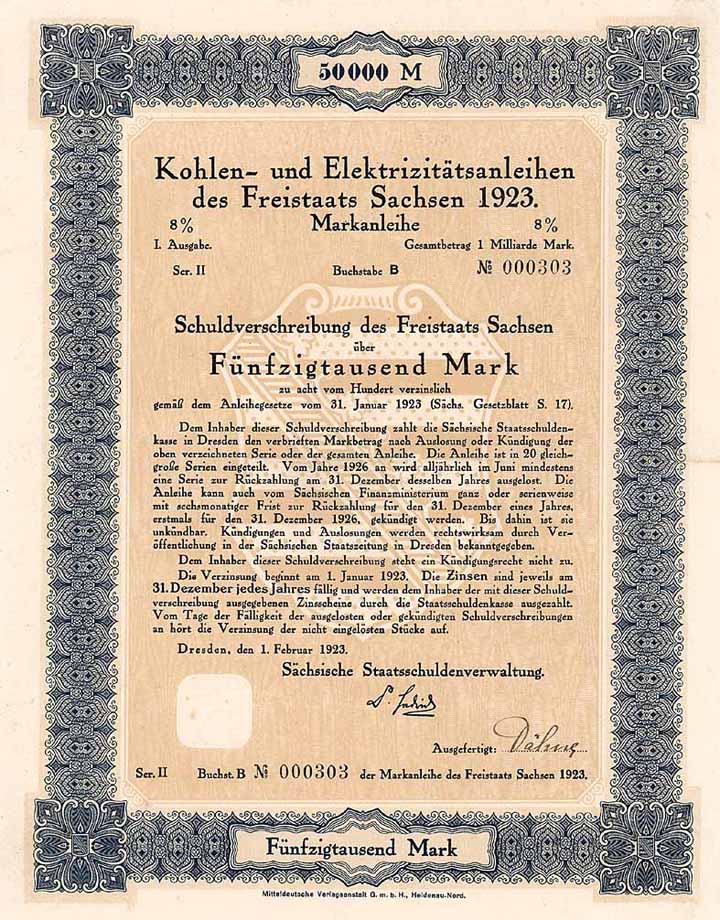 50000 M
Kohlen- und Elektrizitätsanleihen
des Freistaats Sachsen 1923.
8% Markanleihe 8%
I. Ausgabe. Gesamtbetrag 1 Milliarde Mark.
Ser. II Buchstabe B № 000303
Schuldverschreibung des Freistaats Sachsen
über
Fünfzigtausend Mark
zu acht vom Hundert verzinslich
gemäß dem Anleihegesetze vom 31. Januar 1923 (Sächs. Gesetzblatt S. 17).
Dem Inhaber dieser Schuldverschreibung zahlt die Sächsische Staatsschulden-
kasse in Dresden den verbrieften Markbetrag nach Auslosung oder Kündigung der
oben verzeichneten Serie oder der gesamten Anleihe. Die Anleihe ist in 20 gleich-
große Serien eingeteilt. Vom Jahre 1926 an wird alljährlich im Juni mindestens
eine Serie zur Rückzahlung am 31. Dezember desselben Jahres ausgelost. Die
Anleihe kann auch vom Sächsischen Finanzministerium ganz oder serienweise
mit sechsmonatiger Frist zur Rückzahlung für den 31. Dezember eines Jahres,
erstmals für den 31. Dezember 1926, gekündigt werden. Bis dahin ist sie
unkündbar. Kündigungen und Auslosungen werden rechtswirksam durch Ver-
öffentlichung in der Sächsischen Staatszeitung in Dresden bekanntgegeben.
Dem Inhaber dieser Schuldverschreibung steht ein Kündigungsrecht nicht zu.
Die Verzinsung beginnt am 1. Januar 1923. Die Zinsen sind jeweils am
31. Dezember jedes Jahres fällig und werden dem Inhaber der mit dieser Schuld-
verschreibung ausgegebenen Zinsscheine durch die Staatsschuldenkasse ausgezahlt.
Vom Tage der Fälligkeit der ausgelosten oder gekündigten Schuldverschreibungen
an hört die Verzinsung der nicht eingelösten Stücke auf.
Dresden, den 1. Februar 1923.
Sächsische Staatsschuldenverwaltung.
Ausgefertigt:
Ser. II Buchst. B № 000303 der Markanleihe des Freistaats Sachsen 1923.
Fünfzigtausend Mark
Mitteldeutsche Verlagsanstalt G. m. b. H., Heidenau-Nord.